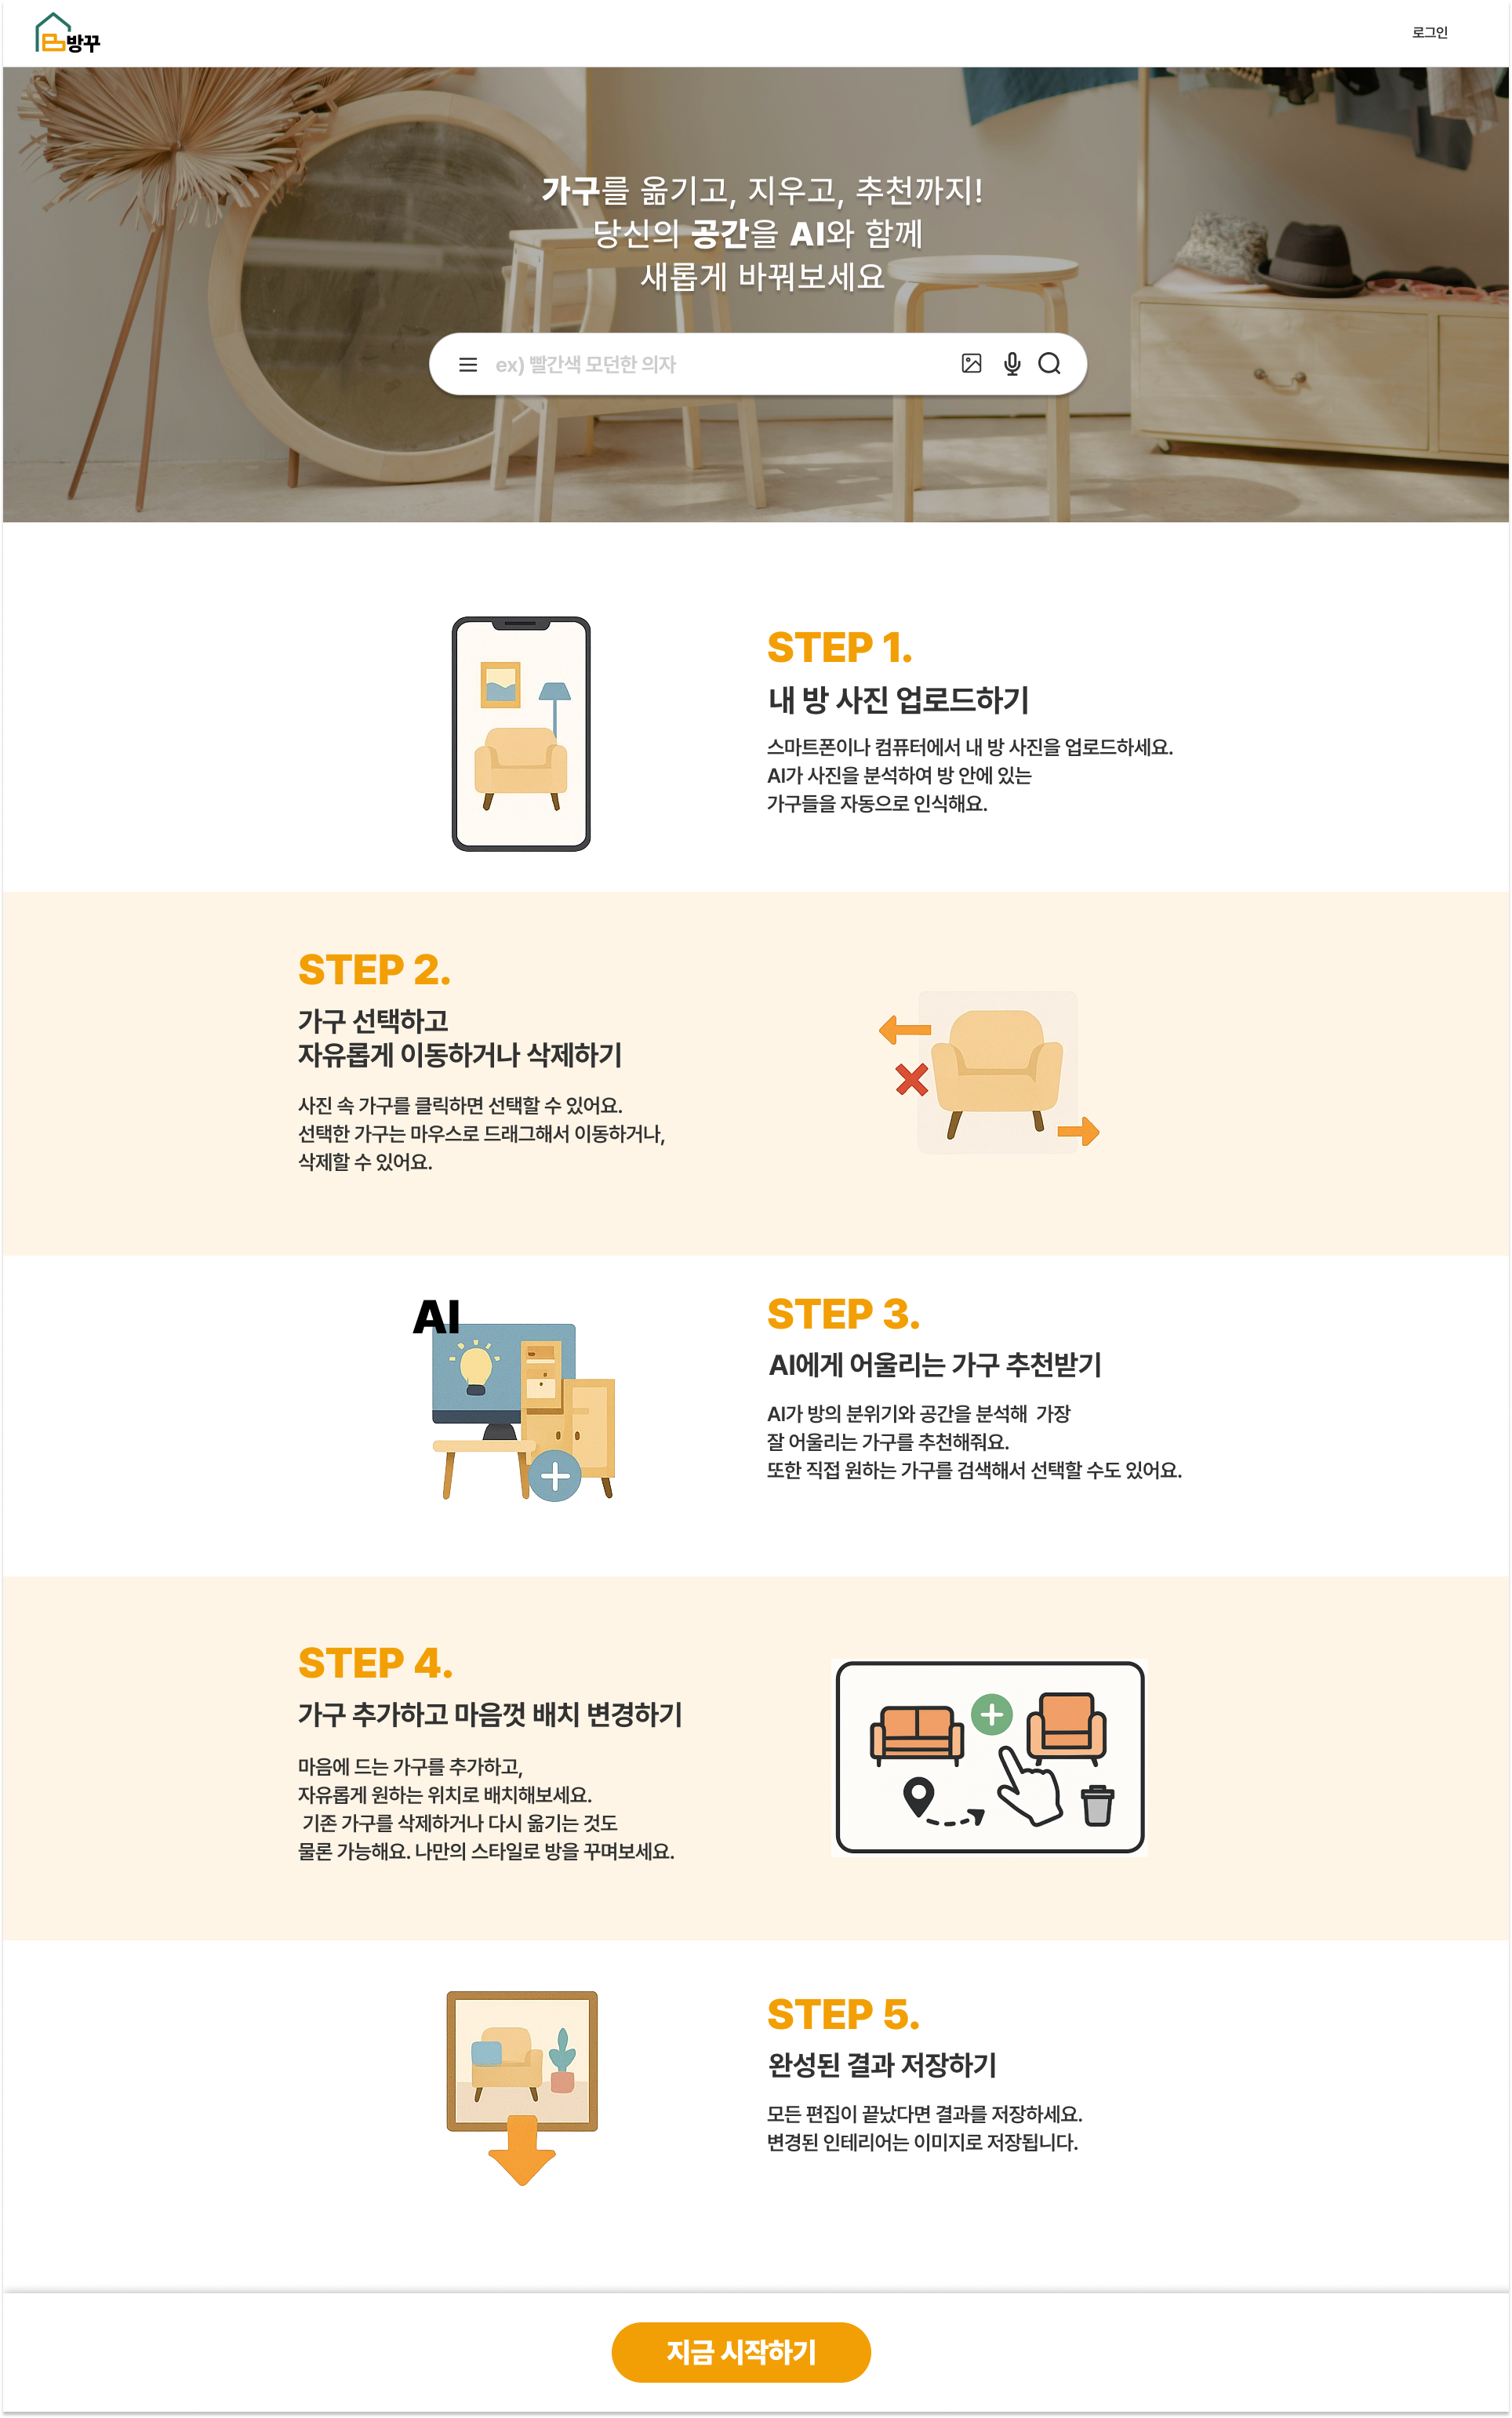 방꾸
로그인
가구를 옮기고, 지우고, 추천까지!
당신의 공간을 AI와 함께
새롭게 바꿔보세요
ex) 빨간색 모던한 의자
STEP 1.
내 방 사진 업로드하기
스마트폰이나 컴퓨터에서 내 방 사진을 업로드하세요.
AI가 사진을 분석하여 방 안에 있는
가구들을 자동으로 인식해요.
STEP 2.
가구 선택하고
자유롭게 이동하거나 삭제하기
사진 속 가구를 클릭하면 선택할 수 있어요.
선택한 가구는 마우스로 드래그해서 이동하거나,
삭제할 수 있어요.
AI
STEP 3.
AI에게 어울리는 가구 추천받기
AI가 방의 분위기와 공간을 분석해 가장
잘 어울리는 가구를 추천해줘요.
또한 직접 원하는 가구를 검색해서 선택할 수도 있어요.
STEP 4.
가구 추가하고 마음껏 배치 변경하기
마음에 드는 가구를 추가하고,
자유롭게 원하는 위치로 배치해보세요.
기존 가구를 삭제하거나 다시 옮기는 것도
물론 가능해요. 나만의 스타일로 방을 꾸며보세요.
STEP 5.
완성된 결과 저장하기
모든 편집이 끝났다면 결과를 저장하세요.
변경된 인테리어는 이미지로 저장됩니다.
지금 시작하기